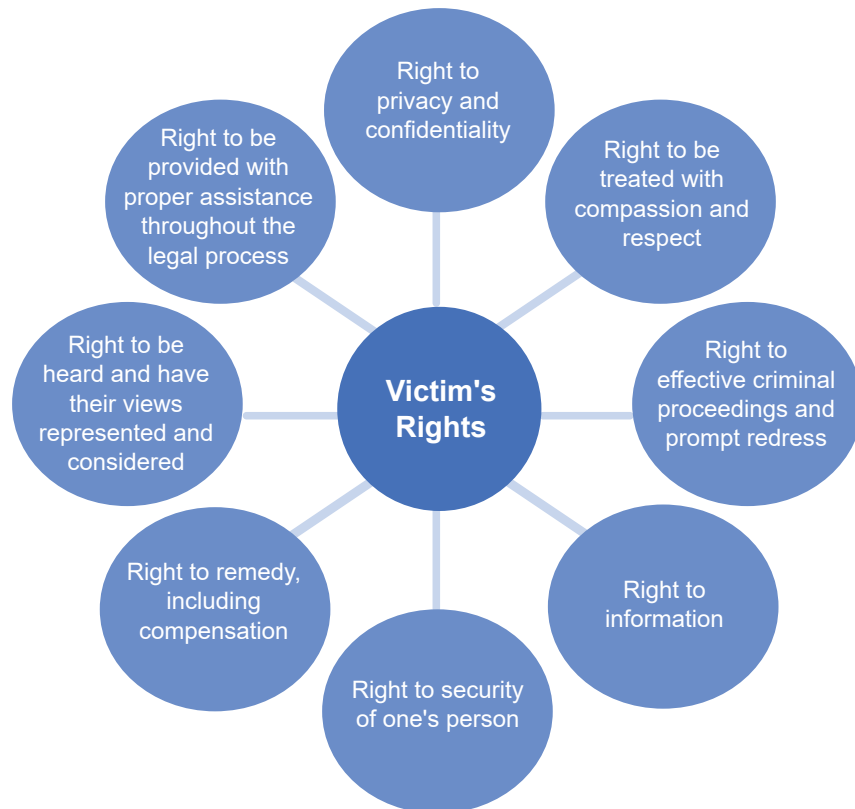 Right to
privacy and
confidentiality
Right to be
treated with
compassion and
respect
Right to
effective criminal
proceedings and
prompt redress
Right to
information
Right to security
of one's person
Right to remedy,
including
compensation
Right to be
heard and have
their views
represented and
considered
Right to be
provided with
proper assistance
throughout the
legal process
Victim's
Rights